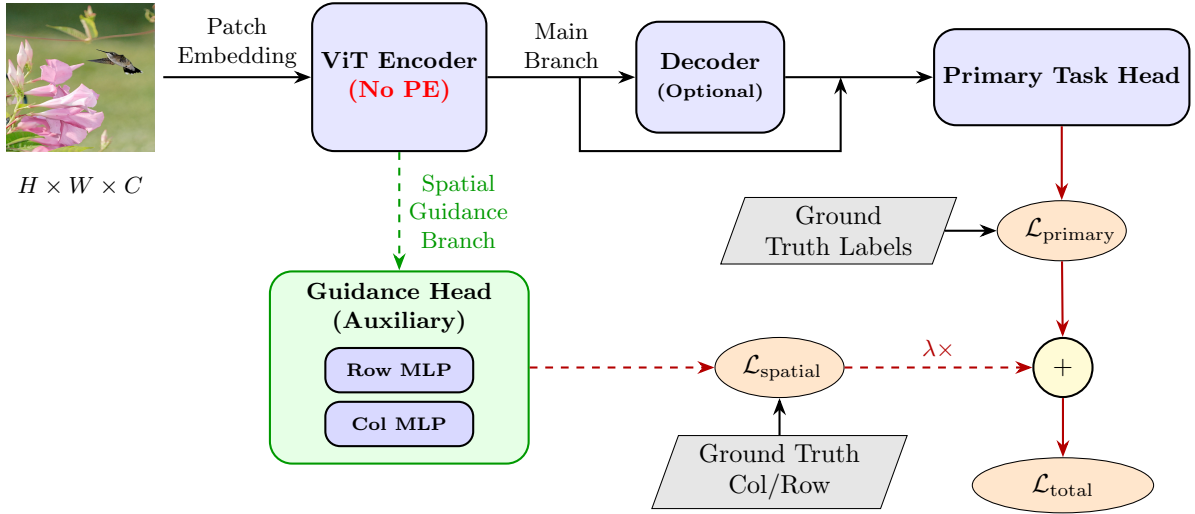 Patch
Embedding
ViT Encoder
(No PE)
Main
Branch
Decoder
(Optional)
Primary Task Head
H × W × C
Spatial
Guidance
Branch
Ground
Truth Labels
ℒprimary
Guidance Head
(Auxiliary)
Row MLP
Col MLP
ℒspatial
λ×
+
Ground Truth
Col/Row
ℒtotal